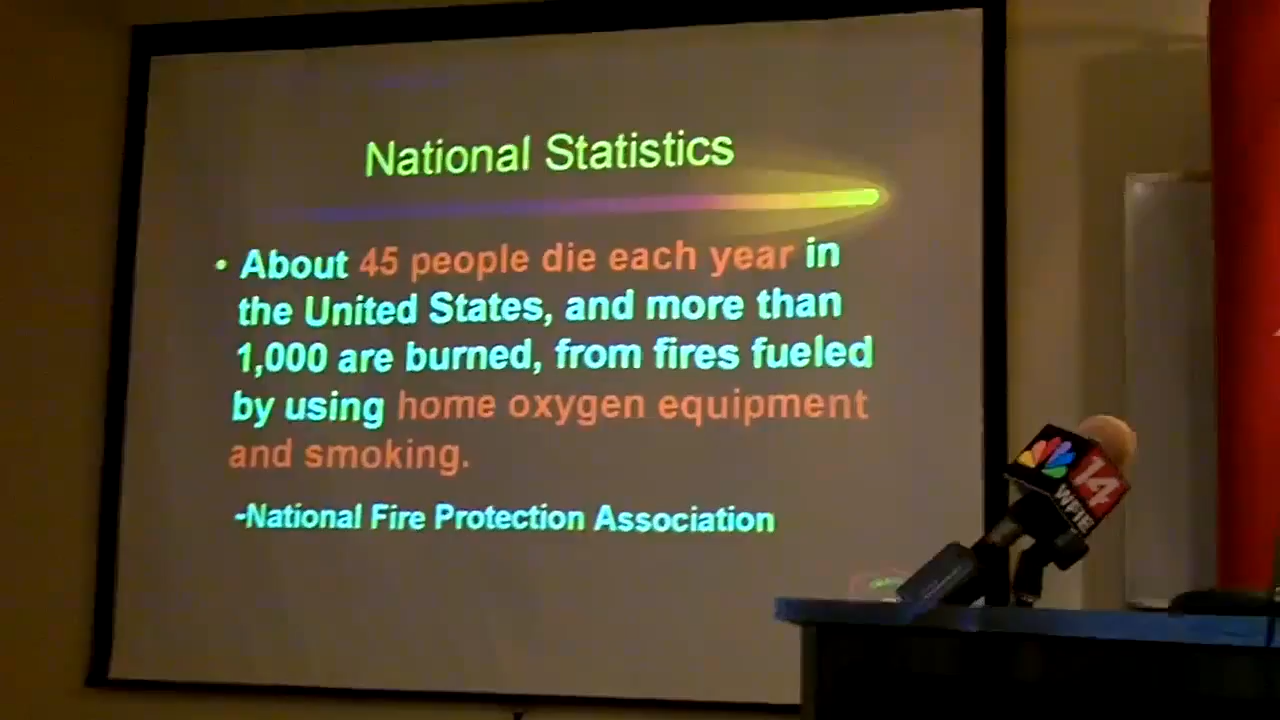 National Statistics
• About 45 people die each year in
the United States, and more than
1,000 are burned, from fires fueled
by using home oxygen equipment
and smoking.
-National Fire Protection Association
14
WFIE